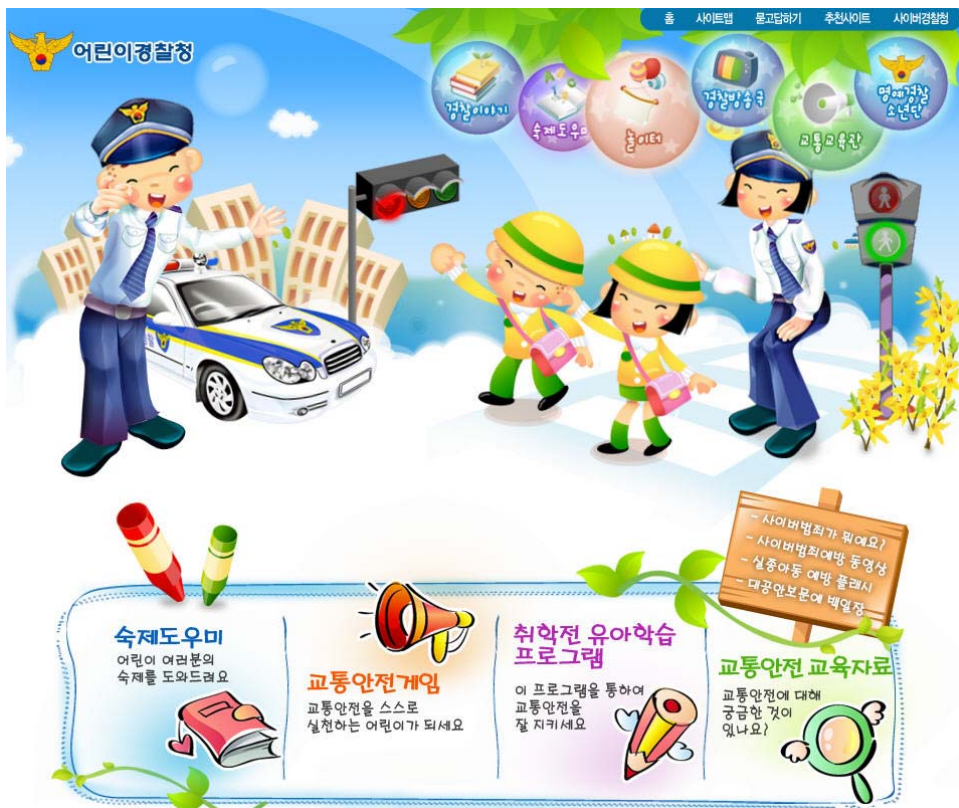 홈 사이트맵 묻고답하기 추천사이트 사이버경찰청
어린이경찰청
경찰이야기
숙제도우미
놀이터
경찰방송국
교통교육관
명예경찰
소년단
- 사이버범죄가 뭐예요?
- 사이버범죄예방 동영상
- 실종아동 예방 플래시
- 대공안보문예 백일장
숙제도우미
어린이 여러분의
숙제를 도와드려요
교통안전게임
교통안전을 스스로
실천하는 어린이가 되세요
취학전 유아학습
프로그램
이 프로그램을 통하여
교통안전을
잘 지키세요
교통안전 교육자료
교통안전에 대해
궁금한 것이
있나요?